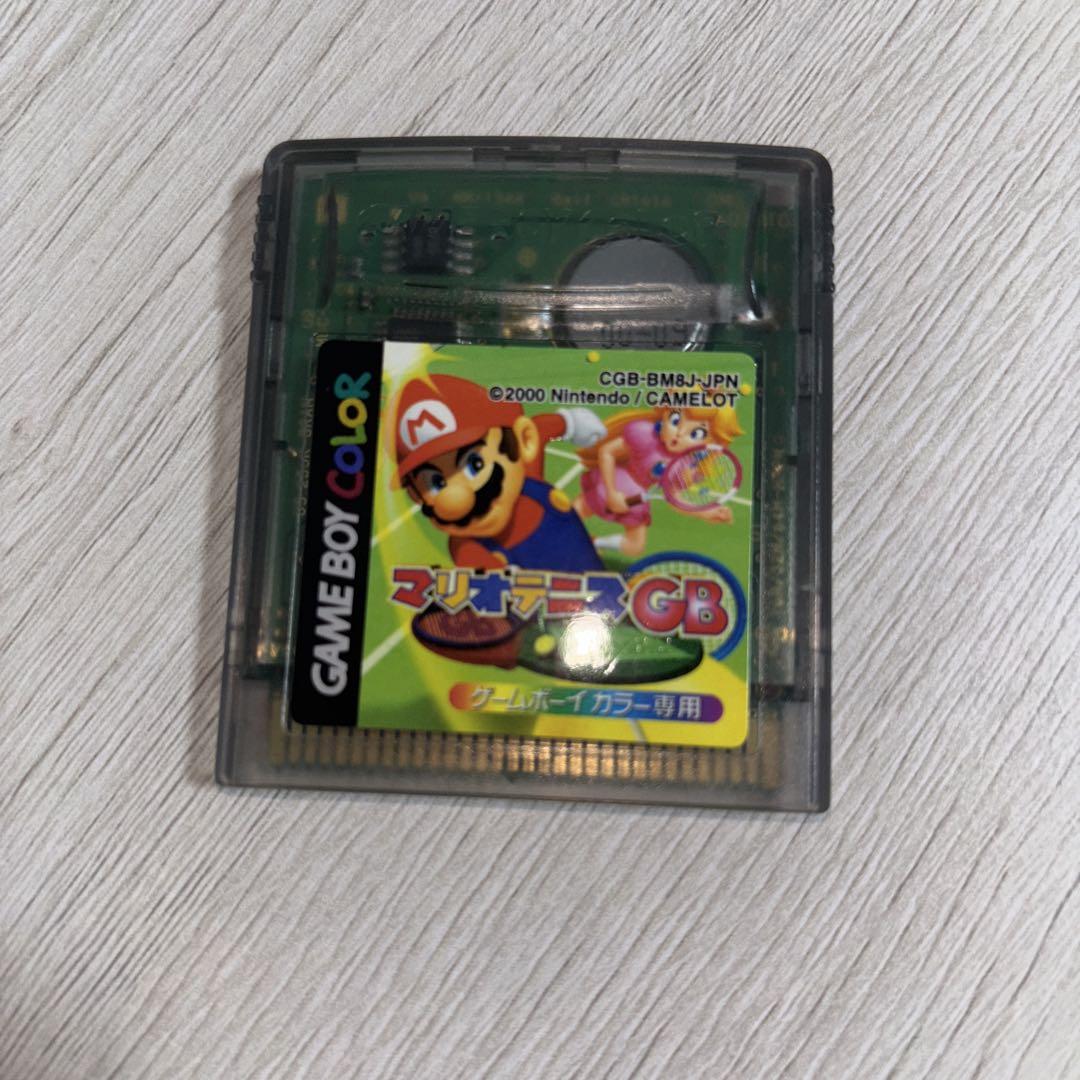 GAME BOY COLOR
CGB-BM8J-JPN
©2000 Nintendo / CAMELOT
M
マリオテニスGB
ゲームボーイカラー専用